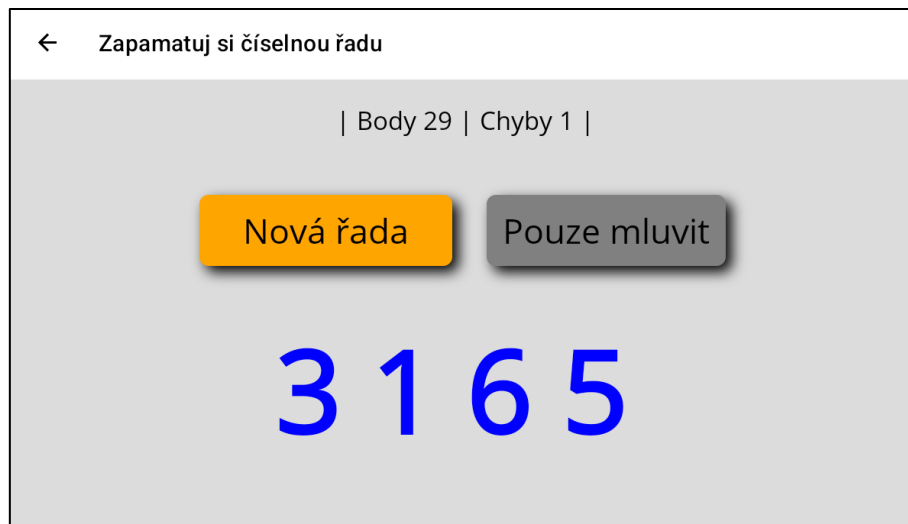 Zapamatuj si číselnou řadu
| Body 29 | Chyby 1 |
Nová řada Pouze mluvit
3 1 6 5